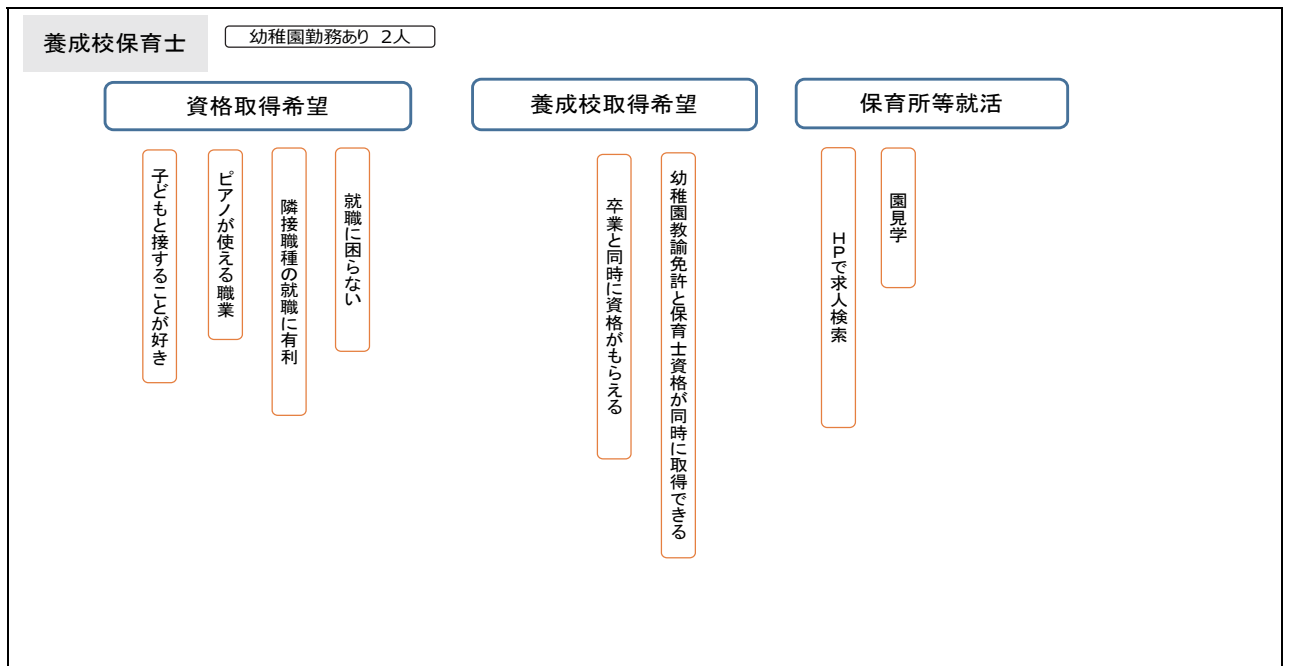 養成校保育士
幼稚園勤務あり 2人
資格取得希望
養成校取得希望
保育所等就活
子どもと接することが好き
ピアノが使える職業
隣接職種の就職に有利
就職に困らない
卒業と同時に資格がもらえる
幼稚園教諭免許と保育士資格が同時に取得できる
HPで求人検索
園見学